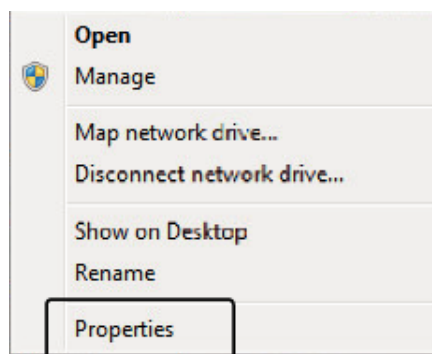 Open
Manage
Map network drive...
Disconnect network drive...
Show on Desktop
Rename
Properties